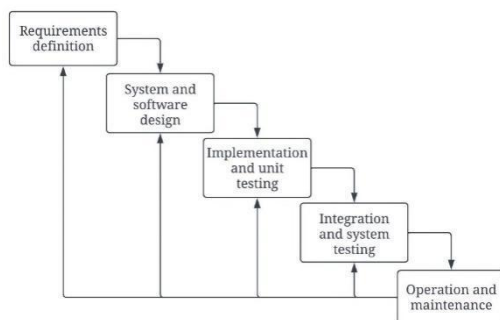 Requirements
definition
System and
software
design
Implementation
and unit
testing
Integration
and system
testing
Operation and
maintenance